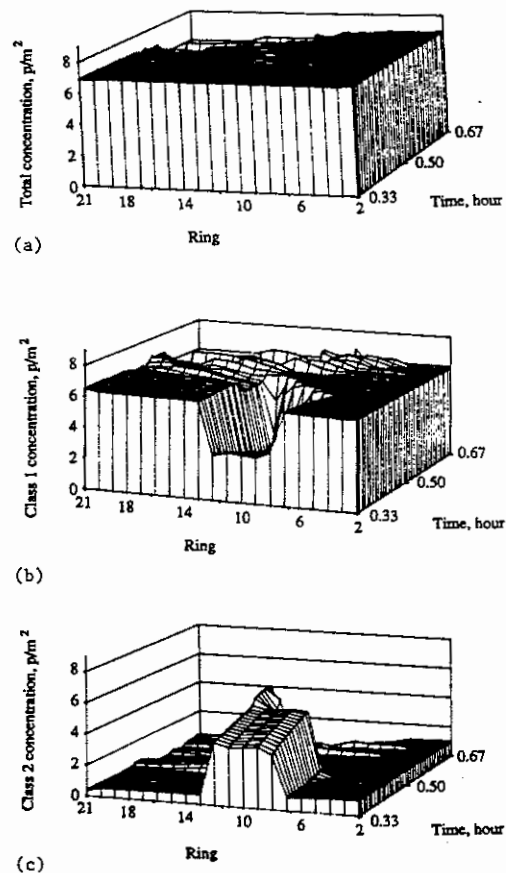 Total concentration, p/m²
8
6
4
2
0
21 18 14 10 6 2
0.33 0.50 0.67
Time, hour
Ring
(a)
Class 1 concentration, p/m²
8
6
4
2
0
21 18 14 10 6 2
0.33 0.50 0.67
Time, hour
Ring
(b)
Class 2 concentration, p/m²
8
6
4
2
0
21 18 14 10 6 2
0.33 0.50 0.67
Time, hour
Ring
(c)